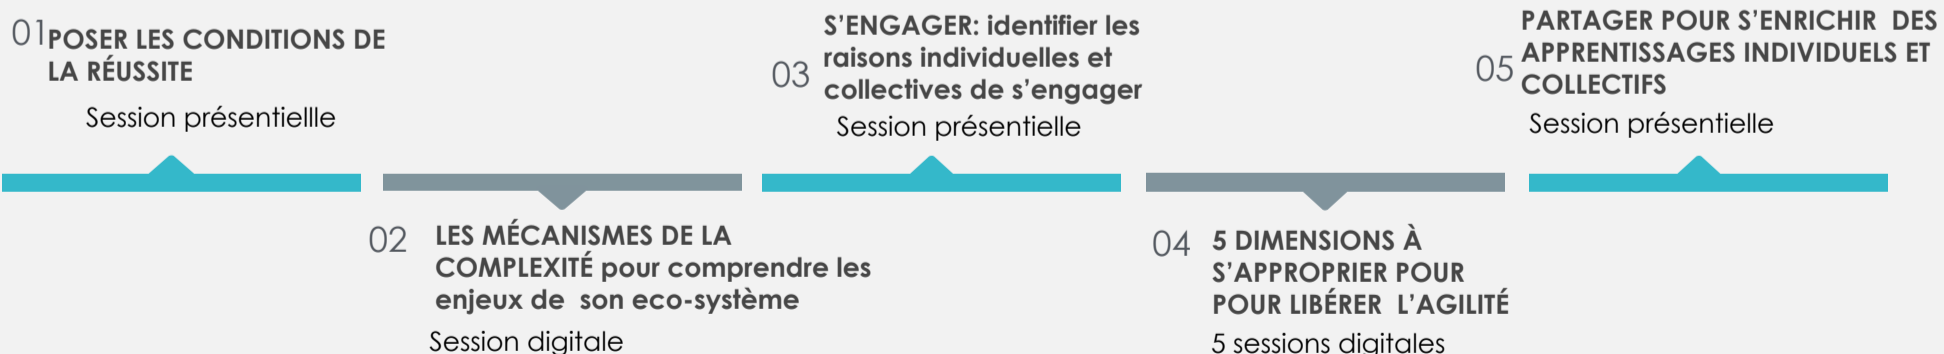 01
POSER LES CONDITIONS DE
LA RÉUSSITE
Session présentiellle
02
LES MÉCANISMES DE LA
COMPLEXITÉ pour comprendre les
enjeux de son eco-système
Session digitale
03
S’ENGAGER: identifier les
raisons individuelles et
collectives de s’engager
Session présentielle
04
5 DIMENSIONS À
S’APPROPRIER POUR
POUR LIBÉRER L’AGILITÉ
5 sessions digitales
05
PARTAGER POUR S’ENRICHIR DES
APPRENTISSAGES INDIVIDUELS ET
COLLECTIFS
Session présentielle